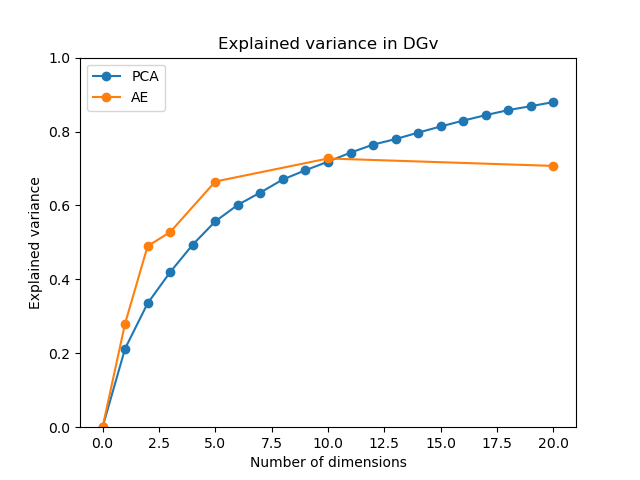 Explained variance in DGv
PCA
AE
Explained variance
1.0
0.8
0.6
0.4
0.2
0.0
0.0 2.5 5.0 7.5 10.0 12.5 15.0 17.5 20.0
Number of dimensions